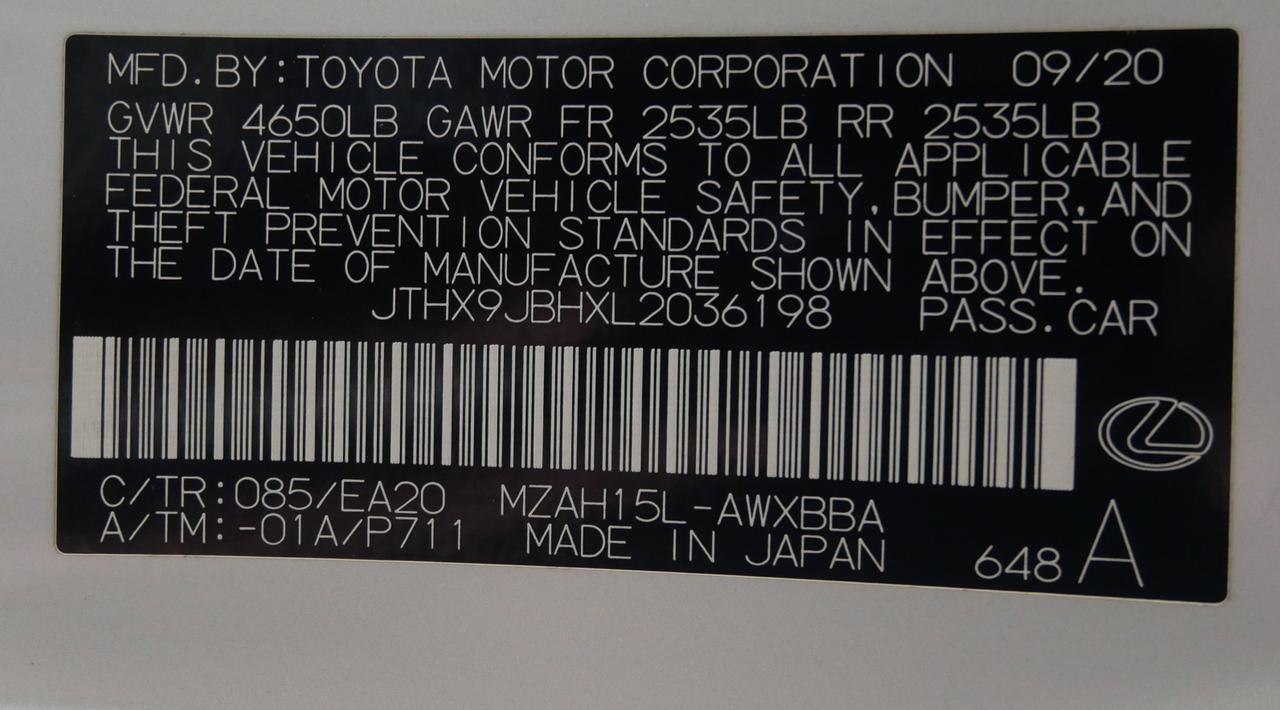 MFD.BY:TOYOTA MOTOR CORPORATION 09/20
GVWR 4650LB GAWR FR 2535LB RR 2535LB
THIS VEHICLE CONFORMS TO ALL APPLICABLE
FEDERAL MOTOR VEHICLE SAFETY,BUMPER,AND
THEFT PREVENTION STANDARDS IN EFFECT ON
THE DATE OF MANUFACTURE SHOWN ABOVE.
JTHX9JBHXL2036198 PASS.CAR
C/TR:085/EA20 MZAH15L-AWXBBA
A/TM:-01A/P711 MADE IN JAPAN 648 A